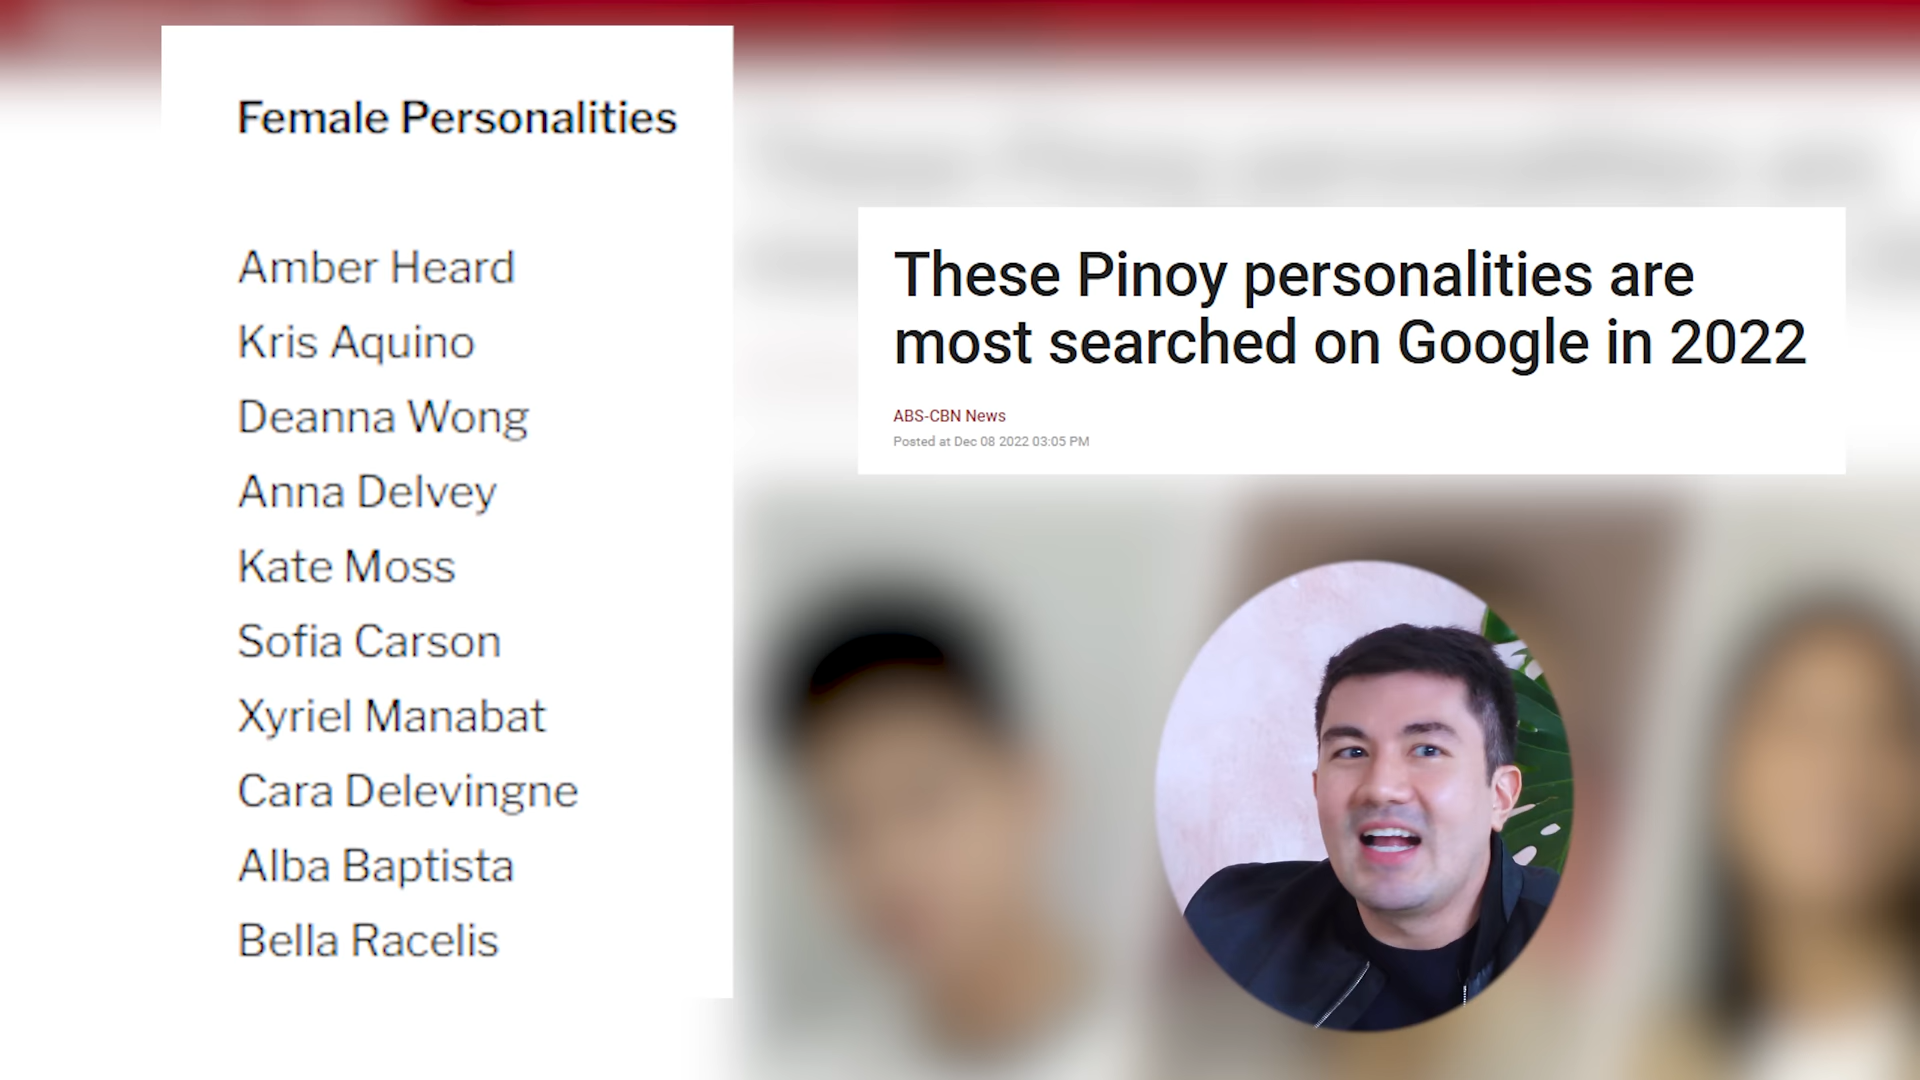 Female Personalities
Amber Heard
Kris Aquino
Deanna Wong
Anna Delvey
Kate Moss
Sofia Carson
Xyriel Manabat
Cara Delevingne
Alba Baptista
Bella Racelis
These Pinoy personalities are
most searched on Google in 2022
ABS-CBN News
Posted at Dec 08 2022 03:05 PM